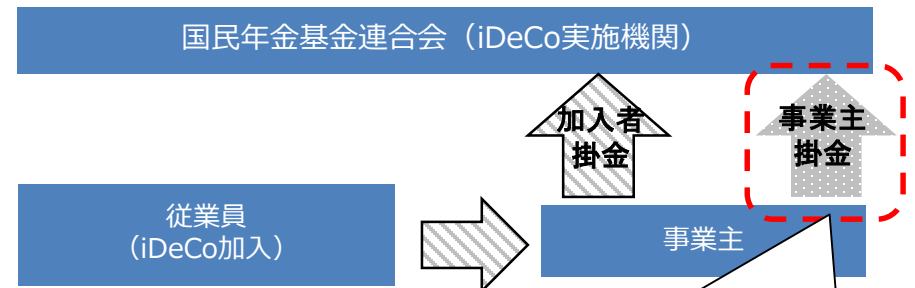 国民年金基金連合会（iDeCo実施機関）
加入者
掛金
事業主
掛金
従業員
（iDeCo加入）
事業主